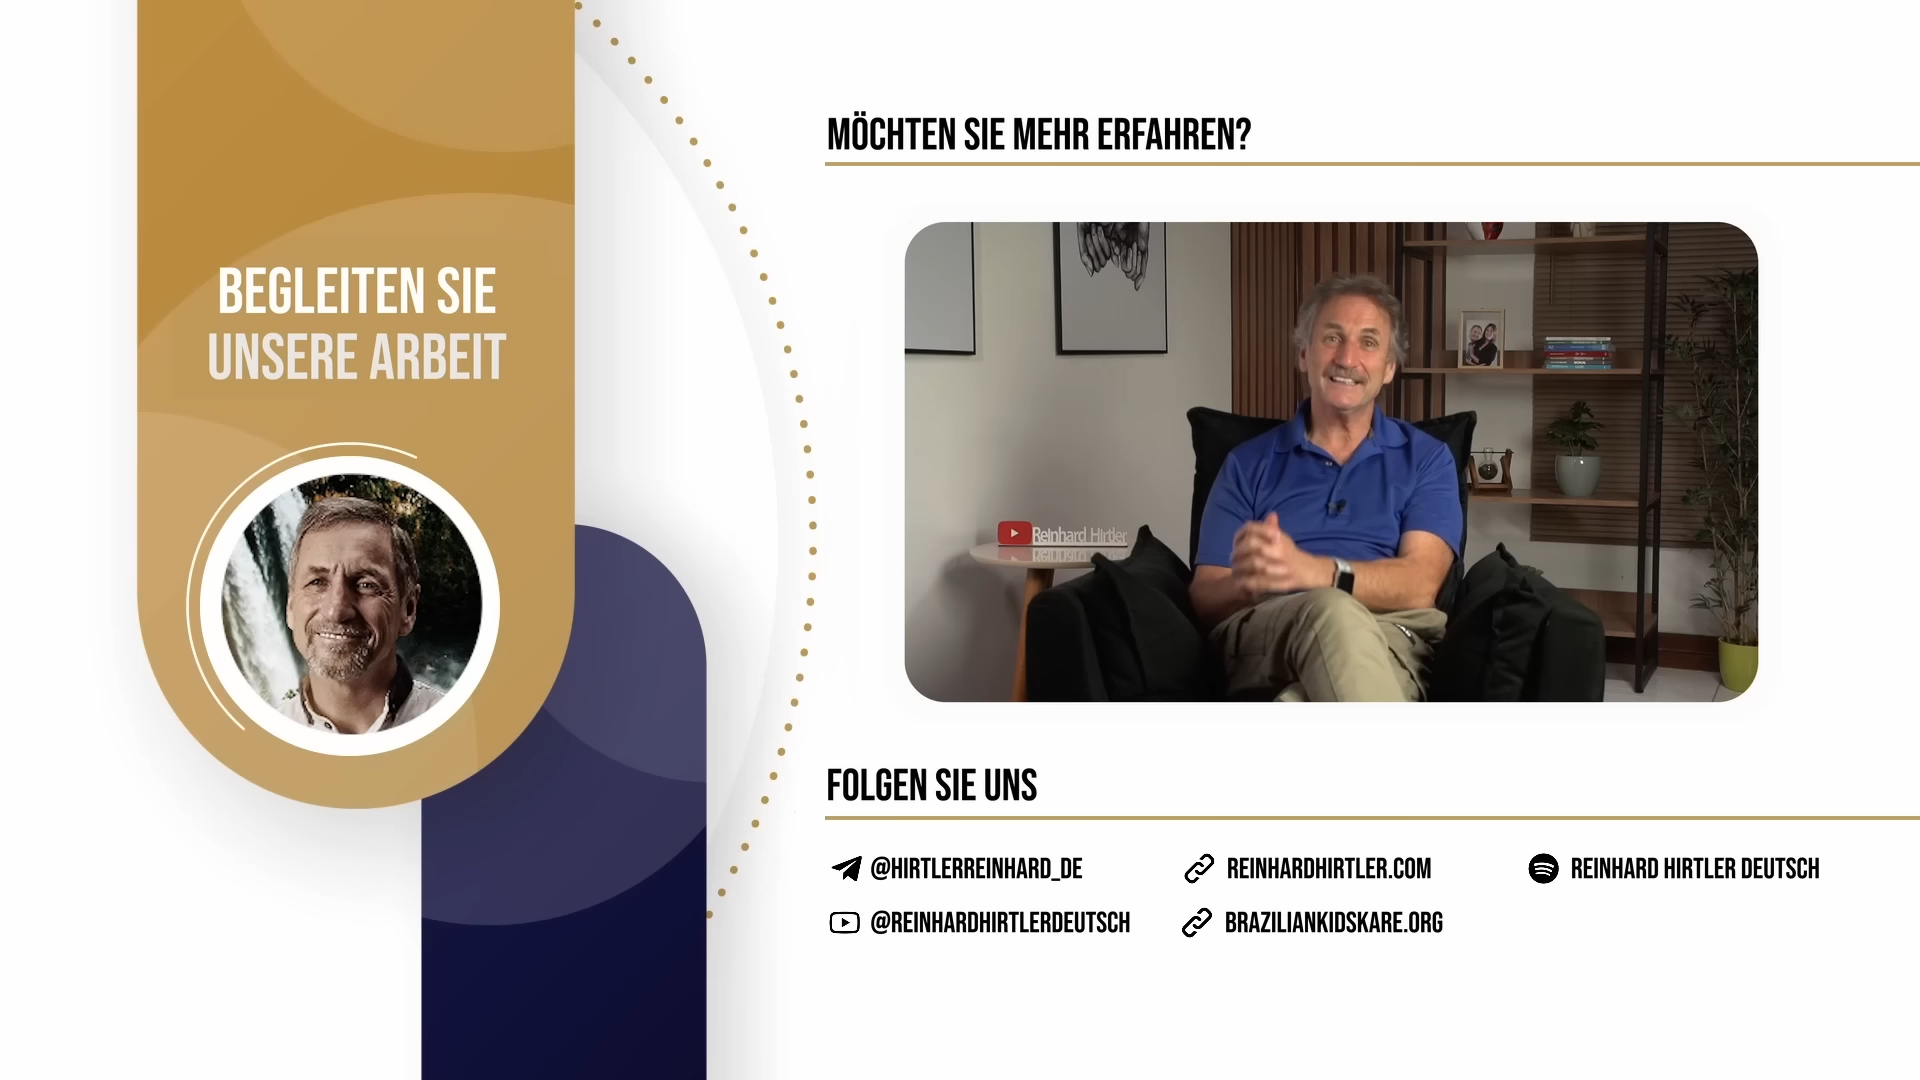 BEGLEITEN SIE
UNSERE ARBEIT
MÖCHTEN SIE MEHR ERFAHREN?
Reinhard Hirtler
FOLGEN SIE UNS
@HIRTLERREINHARD_DE
REINHARDHIRTLER.COM
REINHARD HIRTLER DEUTSCH
@REINHARDHIRTLERDEUTSCH
BRAZILIANKIDSKARE.ORG